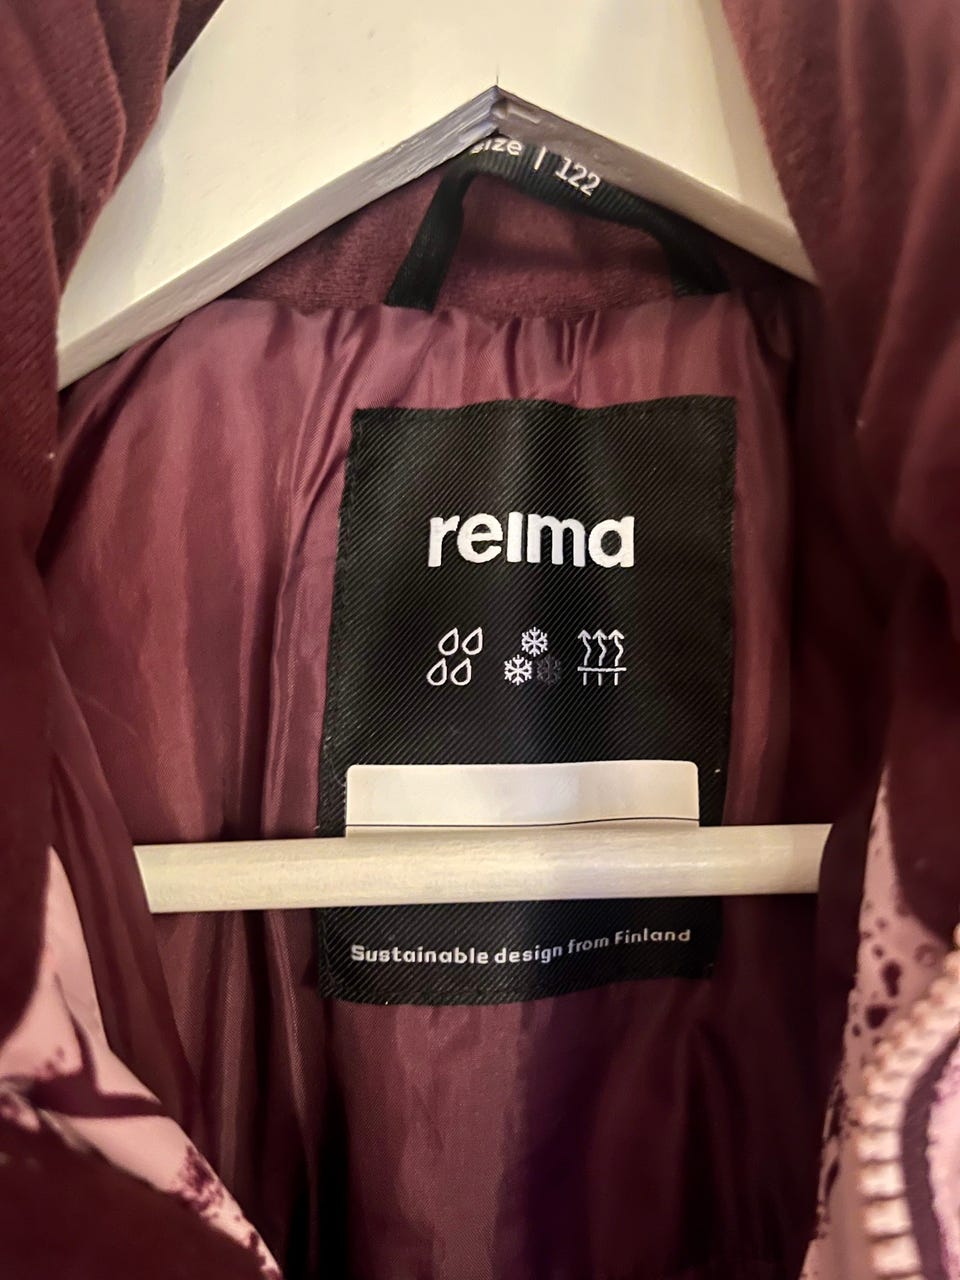 size | 122
reima
Sustainable design from Finland